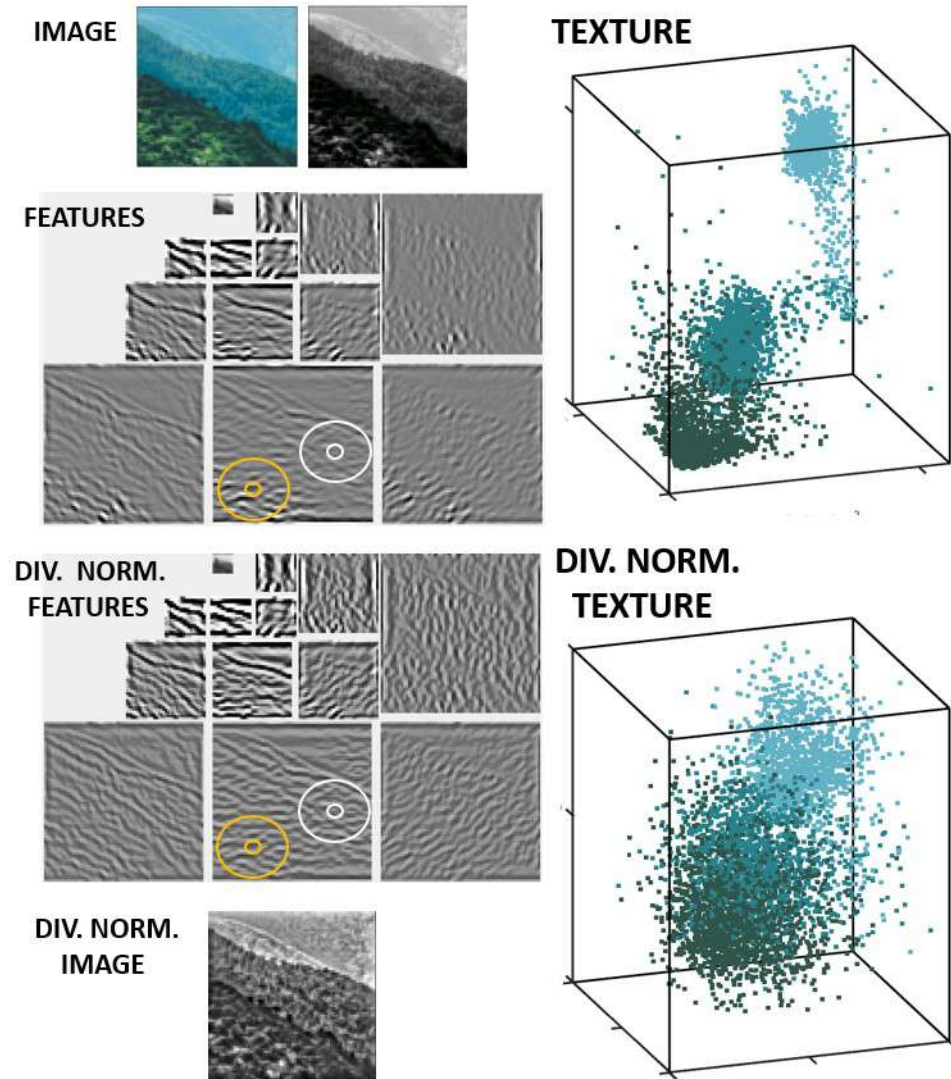 IMAGE
TEXTURE
FEATURES
DIV. NORM.
FEATURES
DIV. NORM.
TEXTURE
DIV. NORM.
IMAGE